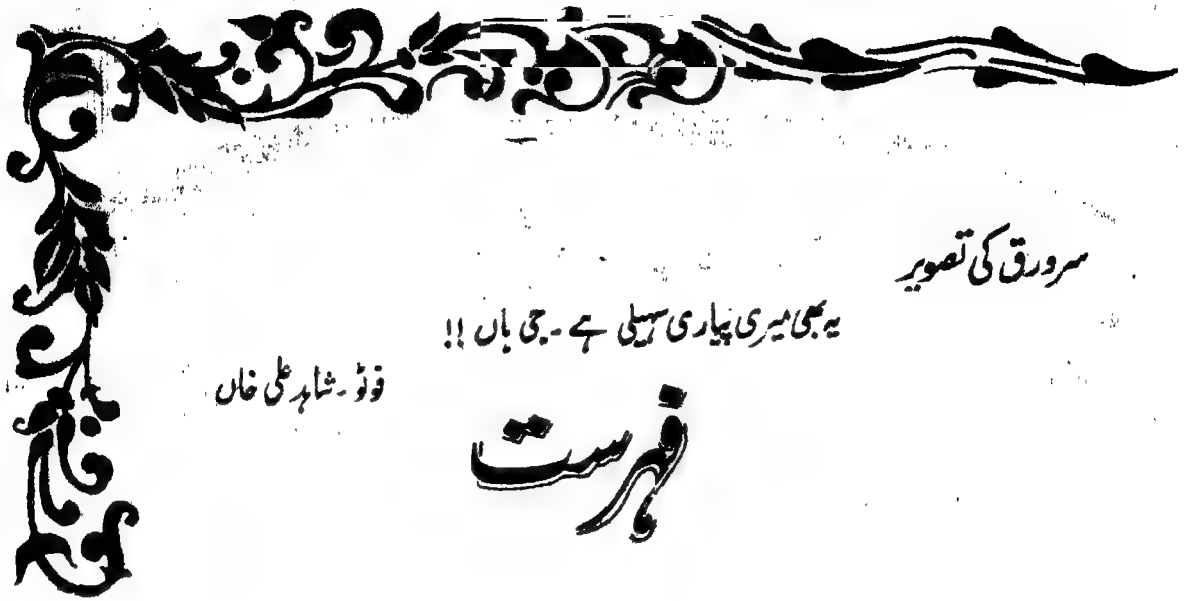 سرورق کی تصویر
یہ بھی میری پیاری سہیلی ہے ۔ جی ہاں !!
فوٹو ۔ شاہد علی خاں
فہرست